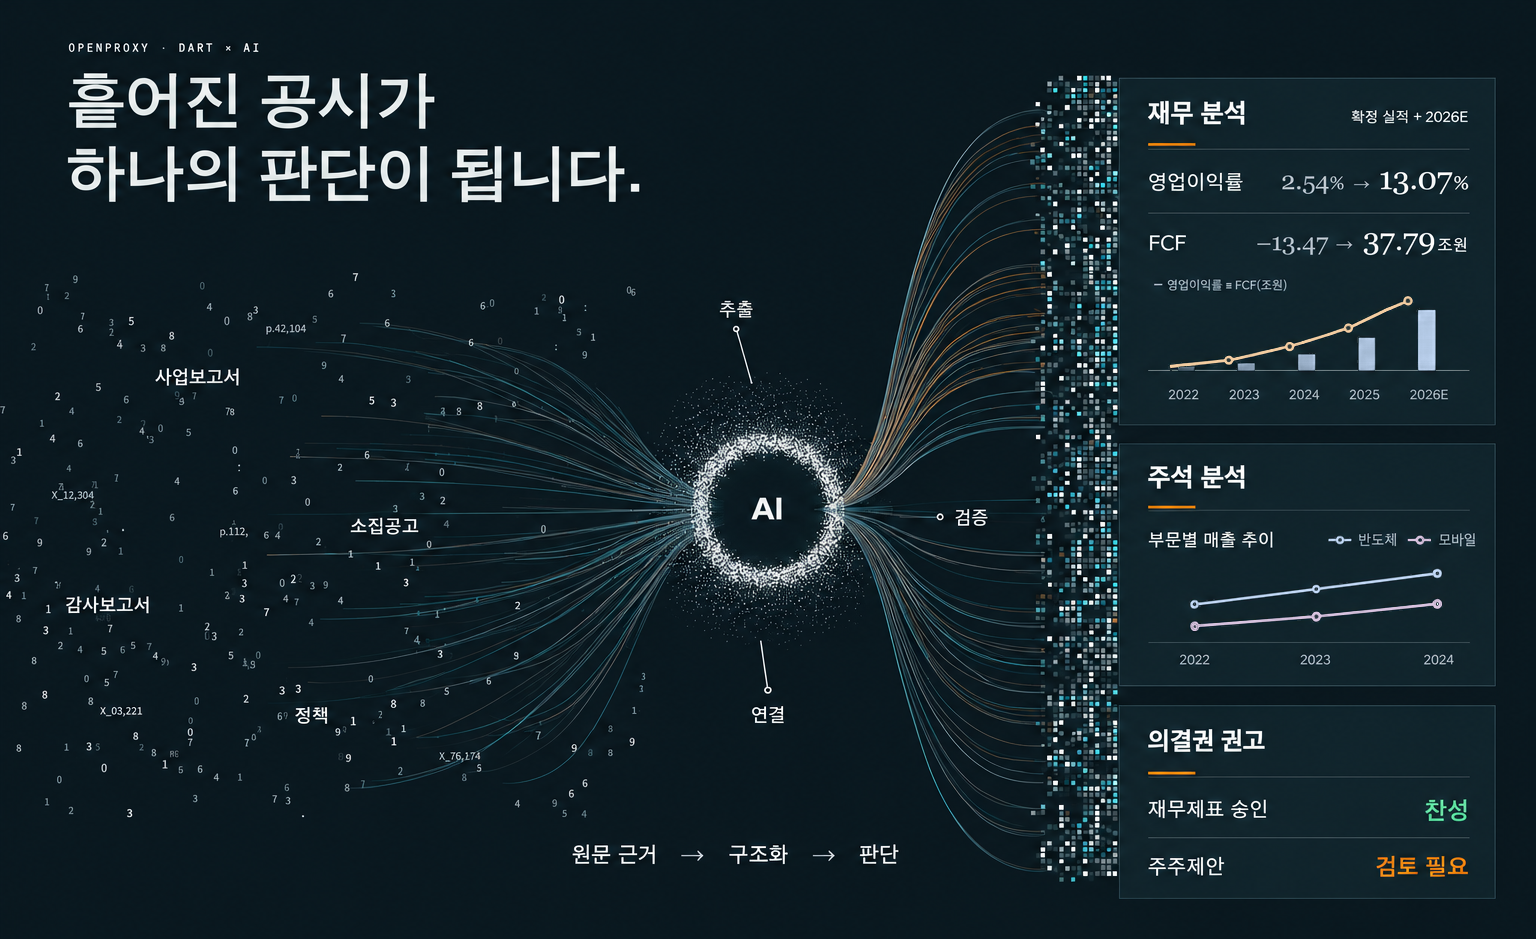 OPENPROXY · DART × AI
흩어진 공시가
하나의 판단이 됩니다.
p.42,104
사업보고서
X_12,304
소집공고
p.112,
감사보고서
정책
X_03,221
X_76,174
추출
AI
검증
연결
원문 근거 → 구조화 → 판단
재무 분석
확정 실적 + 2026E
영업이익률 2.54% → 13.07%
FCF −13.47 → 37.79조원
영업이익률 FCF(조원)
2022 2023 2024 2025 2026E
주석 분석
부문별 매출 추이 반도체 모바일
2022 2023 2024
의결권 권고
재무제표 승인 찬성
주주제안 검토 필요